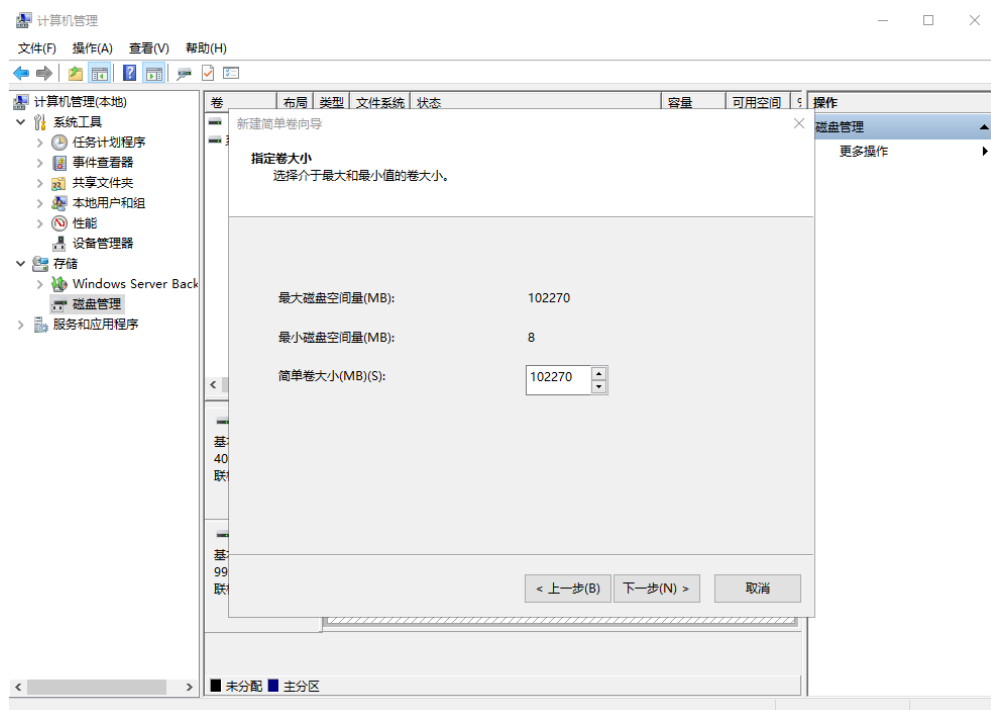 计算机管理
文件(F) 操作(A) 查看(V) 帮助(H)
计算机管理(本地)
系统工具
任务计划程序
事件查看器
共享文件夹
本地用户和组
性能
设备管理器
存储
Windows Server Back
磁盘管理
服务和应用程序
卷 布局 类型 文件系统 状态 容量 可用空间
新建简单卷向导
指定卷大小
选择介于最大和最小值的卷大小。
最大磁盘空间量(MB): 102270
最小磁盘空间量(MB): 8
简单卷大小(MB)(S): 102270
< 上一步(B) 下一步(N) > 取消
基
40
联
基
99
联
未分配 主分区
操作
磁盘管理
更多操作